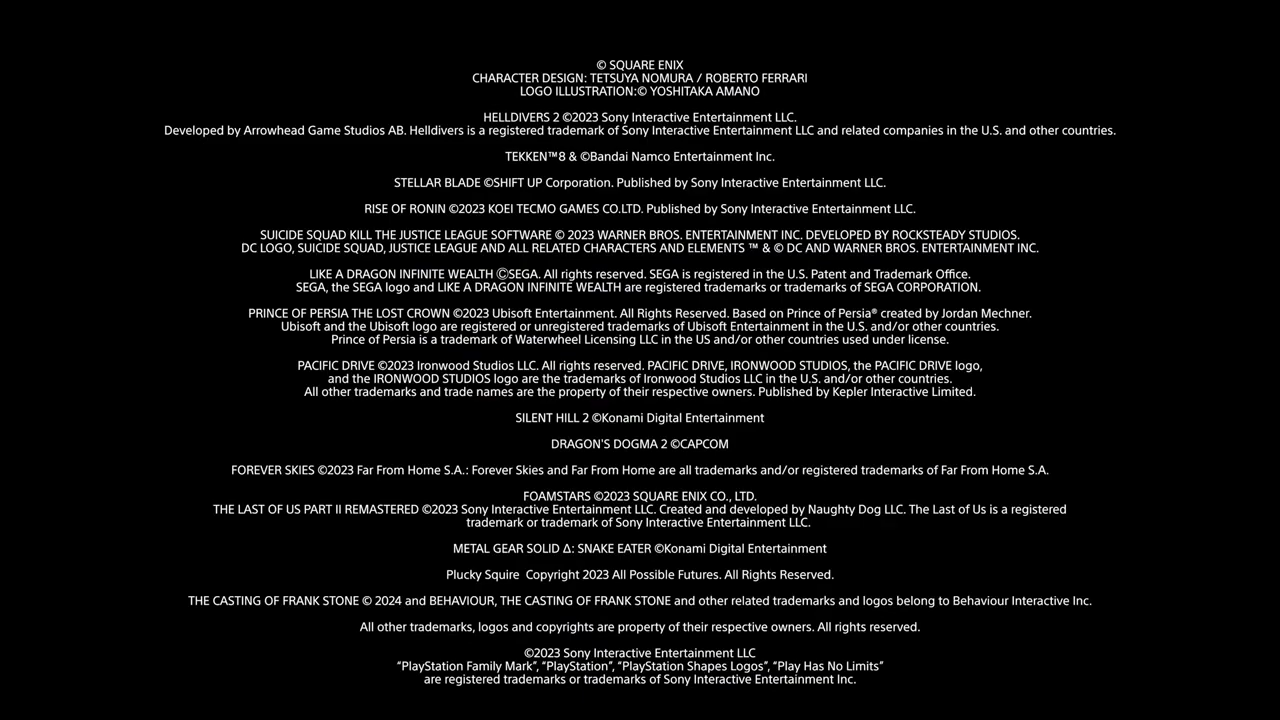 © SQUARE ENIX
CHARACTER DESIGN: TETSUYA NOMURA / ROBERTO FERRARI
LOGO ILLUSTRATION:© YOSHITAKA AMANO
HELLDIVERS 2 ©2023 Sony Interactive Entertainment LLC.
Developed by Arrowhead Game Studios AB. Helldivers is a registered trademark of Sony Interactive Entertainment LLC and related companies in the U.S. and other countries.
TEKKEN™8 & ©Bandai Namco Entertainment Inc.
STELLAR BLADE ©SHIFT UP Corporation. Published by Sony Interactive Entertainment LLC.
RISE OF RONIN ©2023 KOEI TECMO GAMES CO.LTD. Published by Sony Interactive Entertainment LLC.
SUICIDE SQUAD KILL THE JUSTICE LEAGUE SOFTWARE © 2023 WARNER BROS. ENTERTAINMENT INC. DEVELOPED BY ROCKSTEADY STUDIOS.
DC LOGO, SUICIDE SQUAD, JUSTICE LEAGUE AND ALL RELATED CHARACTERS AND ELEMENTS ™ & © DC AND WARNER BROS. ENTERTAINMENT INC.
LIKE A DRAGON INFINITE WEALTH ⒸSEGA. All rights reserved. SEGA is registered in the U.S. Patent and Trademark Office.
SEGA, the SEGA logo and LIKE A DRAGON INFINITE WEALTH are registered trademarks or trademarks of SEGA CORPORATION.
PRINCE OF PERSIA THE LOST CROWN ©2023 Ubisoft Entertainment. All Rights Reserved. Based on Prince of Persia® created by Jordan Mechner.
Ubisoft and the Ubisoft logo are registered or unregistered trademarks of Ubisoft Entertainment in the U.S. and/or other countries.
Prince of Persia is a trademark of Waterwheel Licensing LLC in the US and/or other countries used under license.
PACIFIC DRIVE ©2023 Ironwood Studios LLC. All rights reserved. PACIFIC DRIVE, IRONWOOD STUDIOS, the PACIFIC DRIVE logo,
and the IRONWOOD STUDIOS logo are the trademarks of Ironwood Studios LLC in the U.S. and/or other countries.
All other trademarks and trade names are the property of their respective owners. Published by Kepler Interactive Limited.
SILENT HILL 2 ©Konami Digital Entertainment
DRAGON'S DOGMA 2 ©CAPCOM
FOREVER SKIES ©2023 Far From Home S.A.: Forever Skies and Far From Home are all trademarks and/or registered trademarks of Far From Home S.A.
FOAMSTARS ©2023 SQUARE ENIX CO., LTD.
THE LAST OF US PART II REMASTERED ©2023 Sony Interactive Entertainment LLC. Created and developed by Naughty Dog LLC. The Last of Us is a registered
trademark or trademark of Sony Interactive Entertainment LLC.
METAL GEAR SOLID Δ: SNAKE EATER ©Konami Digital Entertainment
Plucky Squire  Copyright 2023 All Possible Futures. All Rights Reserved.
THE CASTING OF FRANK STONE © 2024 and BEHAVIOUR, THE CASTING OF FRANK STONE and other related trademarks and logos belong to Behaviour Interactive Inc.
All other trademarks, logos and copyrights are property of their respective owners. All rights reserved.
©2023 Sony Interactive Entertainment LLC
“PlayStation Family Mark”, “PlayStation”, “PlayStation Shapes Logos”, “Play Has No Limits”
are registered trademarks or trademarks of Sony Interactive Entertainment Inc.